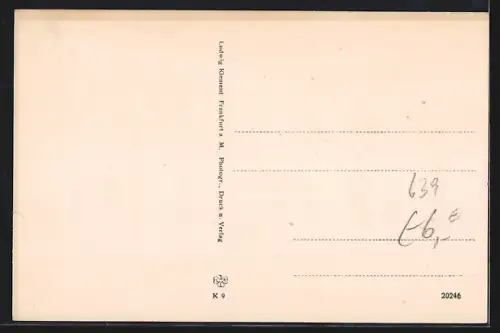 Ludwig Klement Frankfurt a. M. Photogr., Druck u. Verlag
K 9
639
6,-
20246